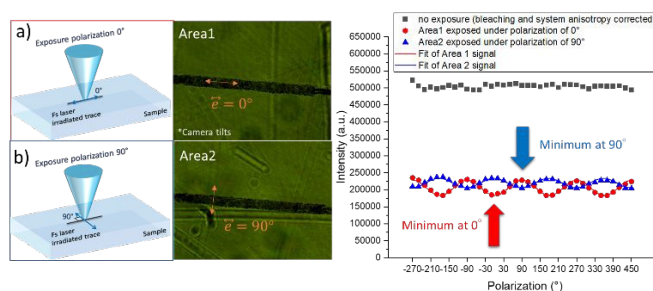 a)
Exposure polarization 0°
0°
Fs laser
irradiated trace
Sample
Area1
e = 0°
*Camera tilts
b)
Exposure polarization 90°
90°
Fs laser
irradiated trace
Sample
Area2
e = 90°
no exposure (bleaching and system anisotropy corrected
Area1 exposed under polarization of 0°
Area2 exposed under polarization of 90°
Fit of Area 1 signal
Fit of Area 2 signal
Intensity (a.u.)
650000
600000
550000
500000
450000
400000
350000
300000
250000
200000
150000
100000
50000
0
Minimum at 90°
Minimum at 0°
-270 -210 -150 -90 -30 30 90 150 210 270 330 390 450
Polarization (°)